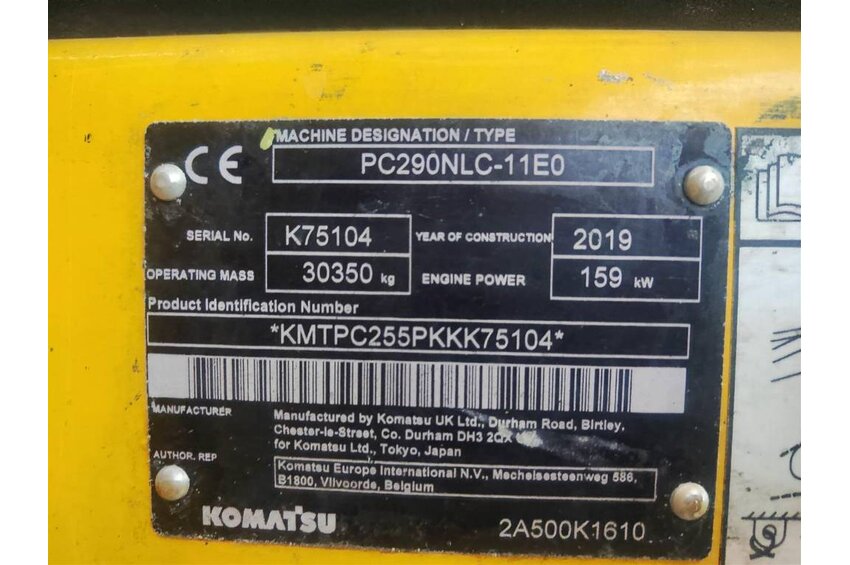 CE
MACHINE DESIGNATION / TYPE
PC290NLC-11E0
SERIAL No. K75104 YEAR OF CONSTRUCTION 2019
OPERATING MASS 30350 kg ENGINE POWER 159 kW
Product Identification Number
*KMTPC255PKKK75104*
MANUFACTURER
Manufactured by Komatsu UK Ltd., Durham Road, Birtley,
Chester-le-Street, Co. Durham DH3 2QX
for Komatsu Ltd., Tokyo, Japan
AUTHOR. REP
Komatsu Europe International N.V., Mechelsesteenweg 586,
B1800, Vilvoorde, Belgium
KOMATSU
2A500K1610